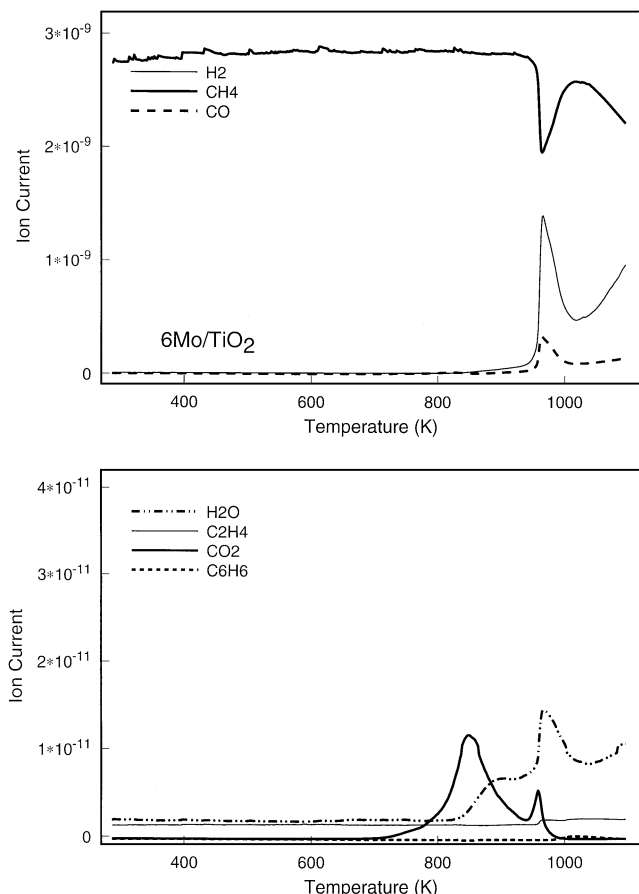 3*10-9
2*10-9
1*10-9
0
Ion Current
H2
CH4
CO
6Mo/TiO2
400 600 800 1000
Temperature (K)
4*10-11
3*10-11
2*10-11
1*10-11
0
Ion Current
H2O
C2H4
CO2
C6H6
400 600 800 1000
Temperature (K)